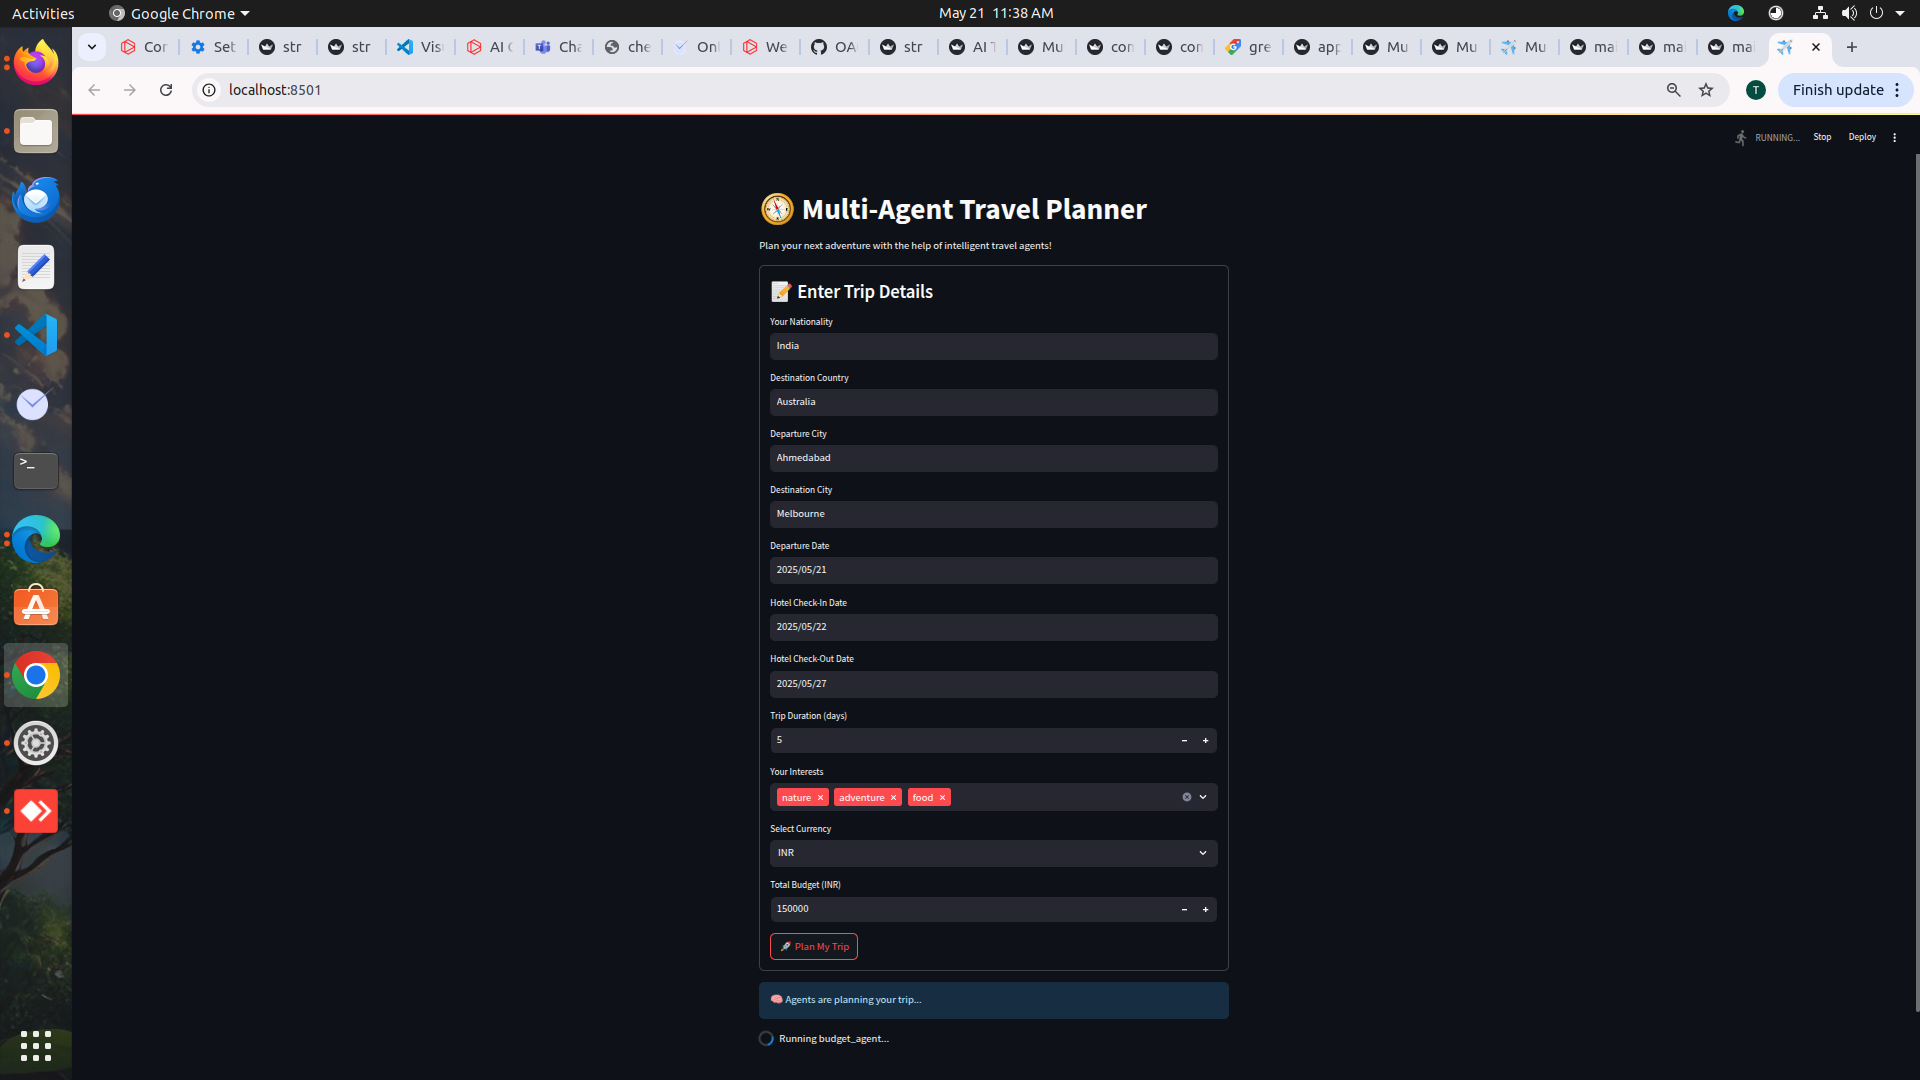 Activities
Google Chrome
May 21 11:38 AM
Cor
Set
str
str
Vis
AI
Cha
che
Onl
We
OA
str
AI T
Mu
con
con
gre
app
Mu
Mu
Mu
mai
mai
mai
localhost:8501
T
Finish update
RUNNING...
Stop
Deploy
Multi-Agent Travel Planner
Plan your next adventure with the help of intelligent travel agents!
Enter Trip Details
Your Nationality
India
Destination Country
Australia
Departure City
Ahmedabad
Destination City
Melbourne
Departure Date
2025/05/21
Hotel Check-In Date
2025/05/22
Hotel Check-Out Date
2025/05/27
Trip Duration (days)
5
Your Interests
nature adventure food
Select Currency
INR
Total Budget (INR)
150000
Plan My Trip
Agents are planning your trip...
Running budget_agent...